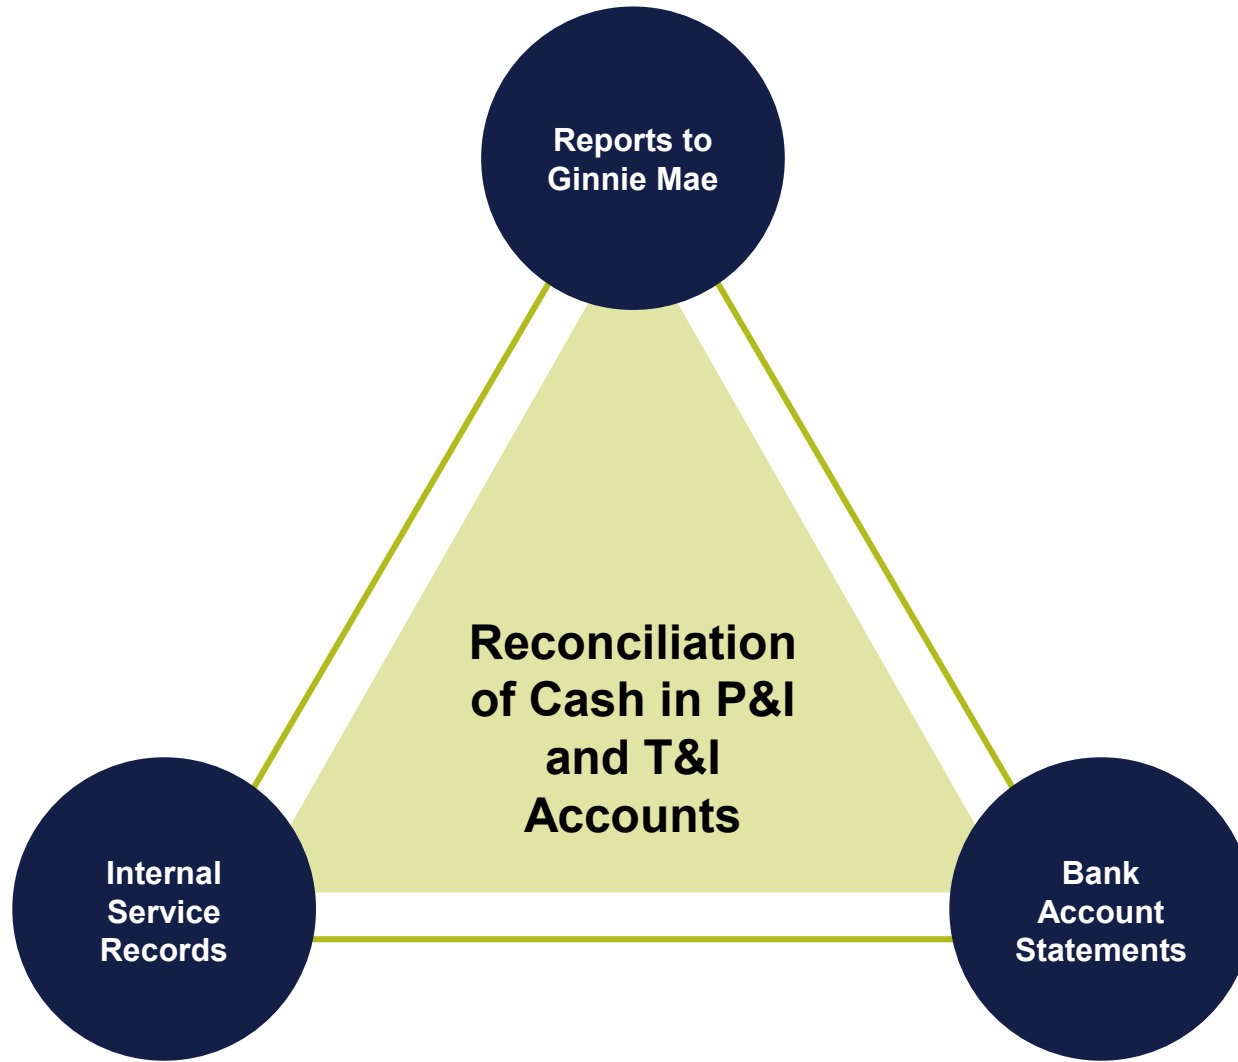 Reports to
Ginnie Mae
Reconciliation
of Cash in P&I
and T&I
Accounts
Internal
Service
Records
Bank
Account
Statements